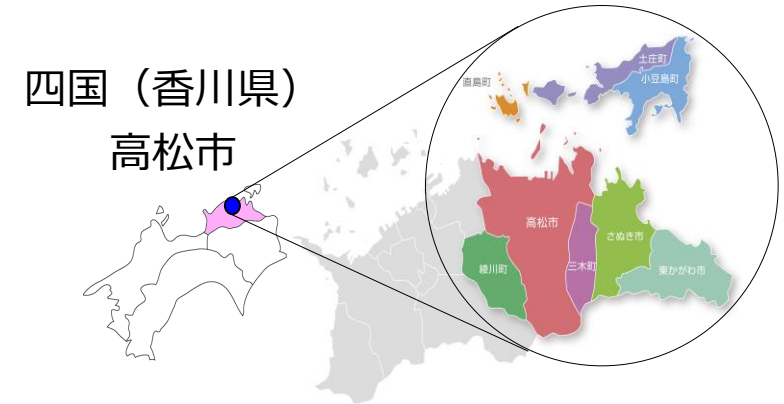 四国（香川県）
高松市
土庄町
直島町
小豆島町
高松市
さぬき市
綾川町
三木町
東かがわ市